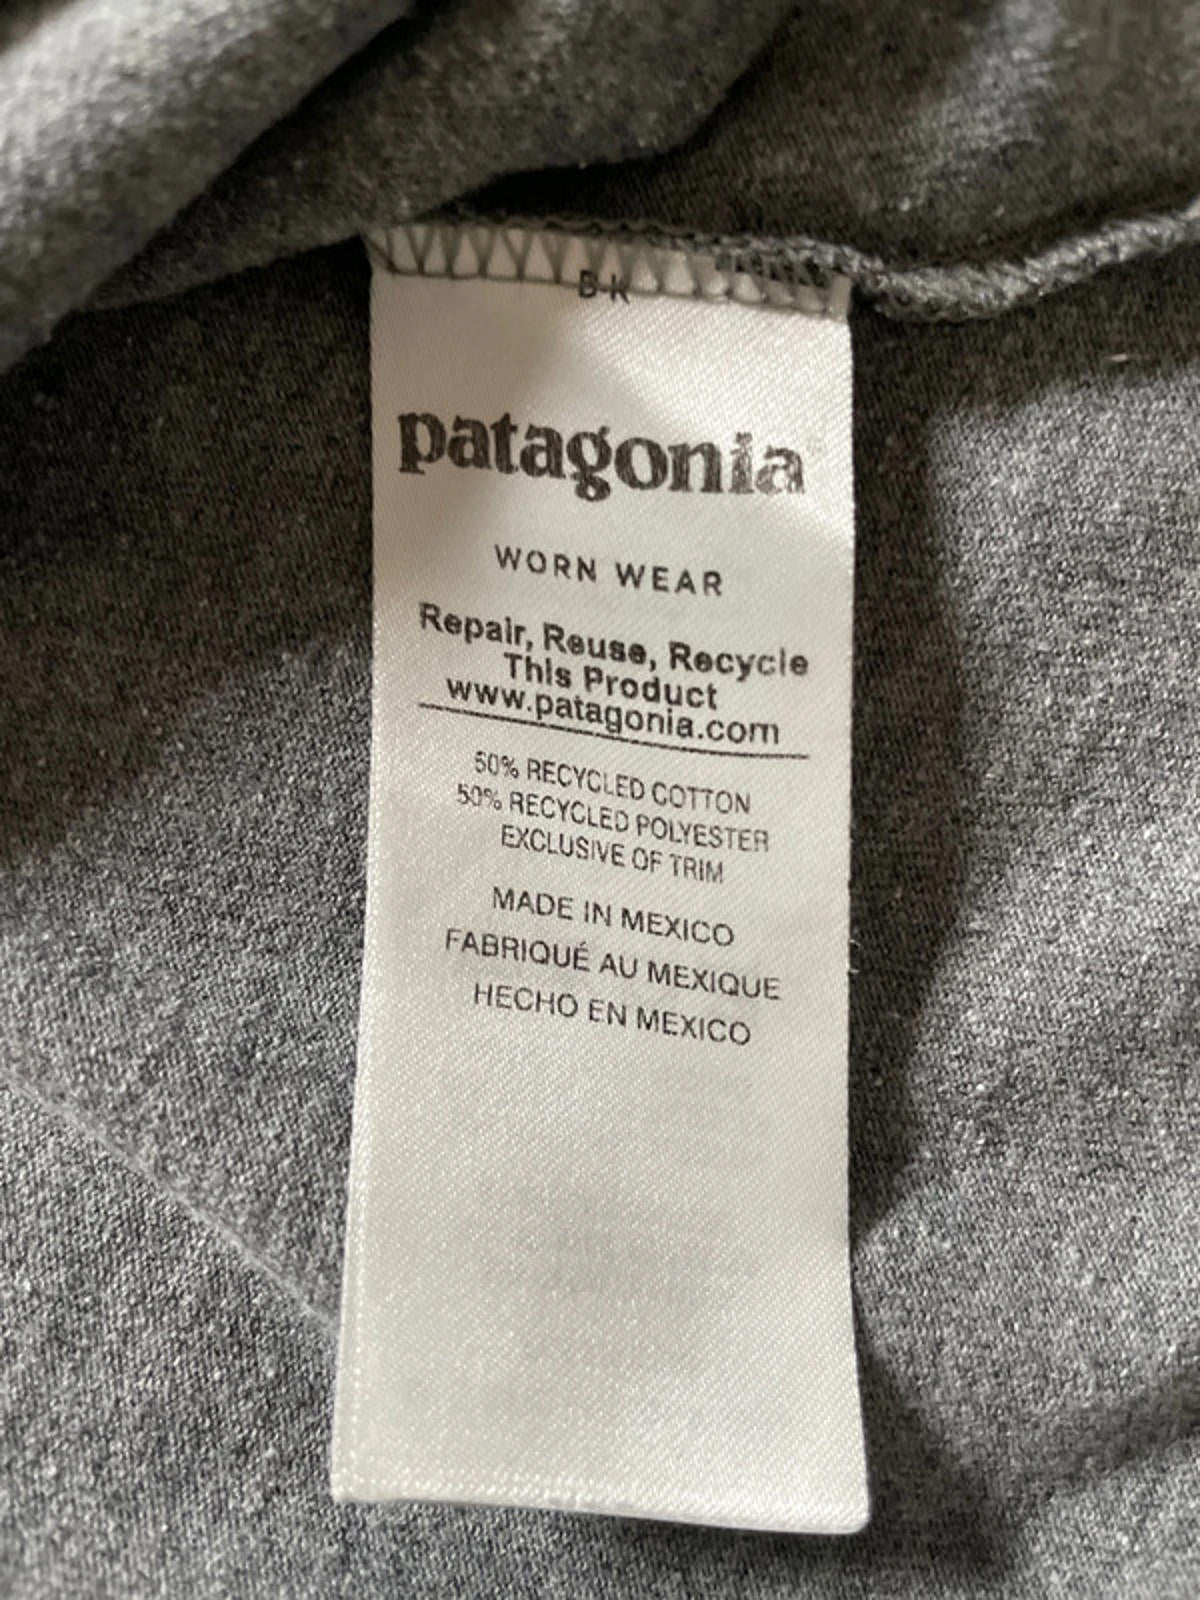 B-K
patagonia
WORN WEAR
Repair, Reuse, Recycle
This Product
www.patagonia.com
50% RECYCLED COTTON
50% RECYCLED POLYESTER
EXCLUSIVE OF TRIM
MADE IN MEXICO
FABRIQUÉ AU MEXIQUE
HECHO EN MEXICO